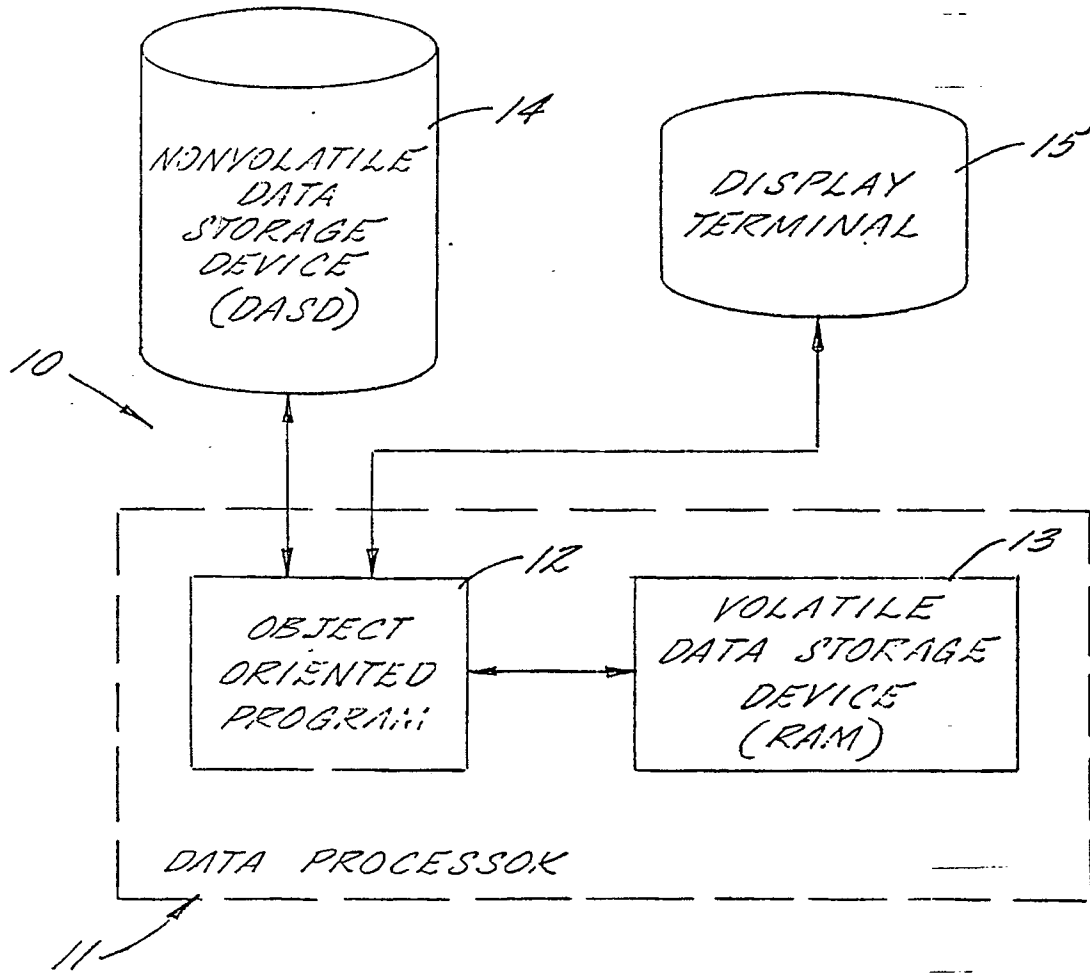 14
NONVOLATILE
DATA
STORAGE
DEVICE
(DASD)
15
DISPLAY
TERMINAL
10
12
OBJECT
ORIENTED
PROGRAM
13
VOLATILE
DATA STORAGE
DEVICE
(RAM)
DATA PROCESSOR
11